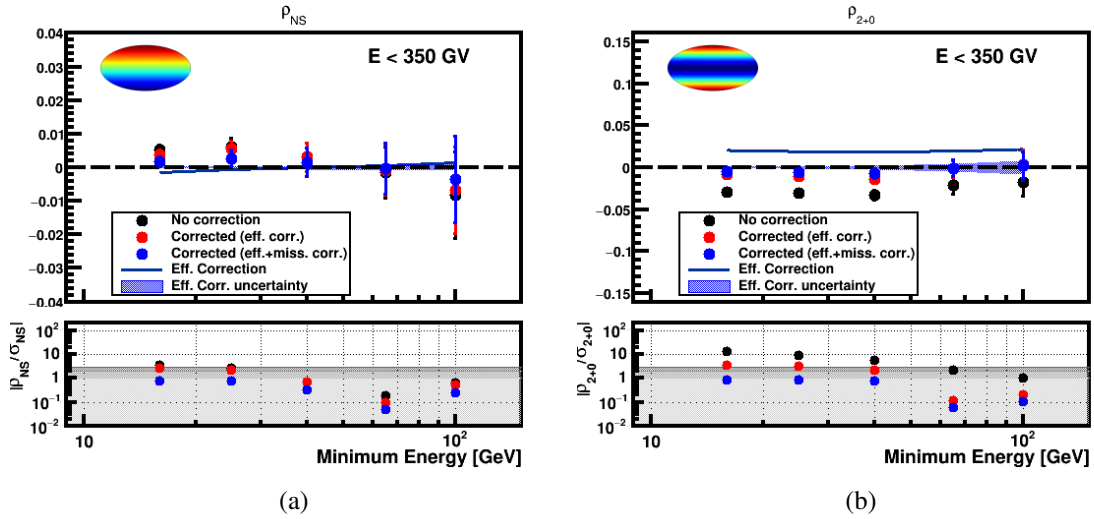 ρNS
0.04
0.03
0.02
0.01
0
−0.01
−0.02
−0.03
−0.04
E < 350 GV
No correction
Corrected (eff. corr.)
Corrected (eff.+miss. corr.)
Eff. Correction
Eff. Corr. uncertainty
|ρNS/σNS|
10²
10
1
10⁻¹
10⁻²
10
10²
Minimum Energy [GeV]
(a)
ρ2+0
0.15
0.1
0.05
0
−0.05
−0.1
−0.15
E < 350 GV
No correction
Corrected (eff. corr.)
Corrected (eff.+miss. corr.)
Eff. Correction
Eff. Corr. uncertainty
|ρ2+0/σ2+0|
10²
10
1
10⁻¹
10⁻²
10
10²
Minimum Energy [GeV]
(b)